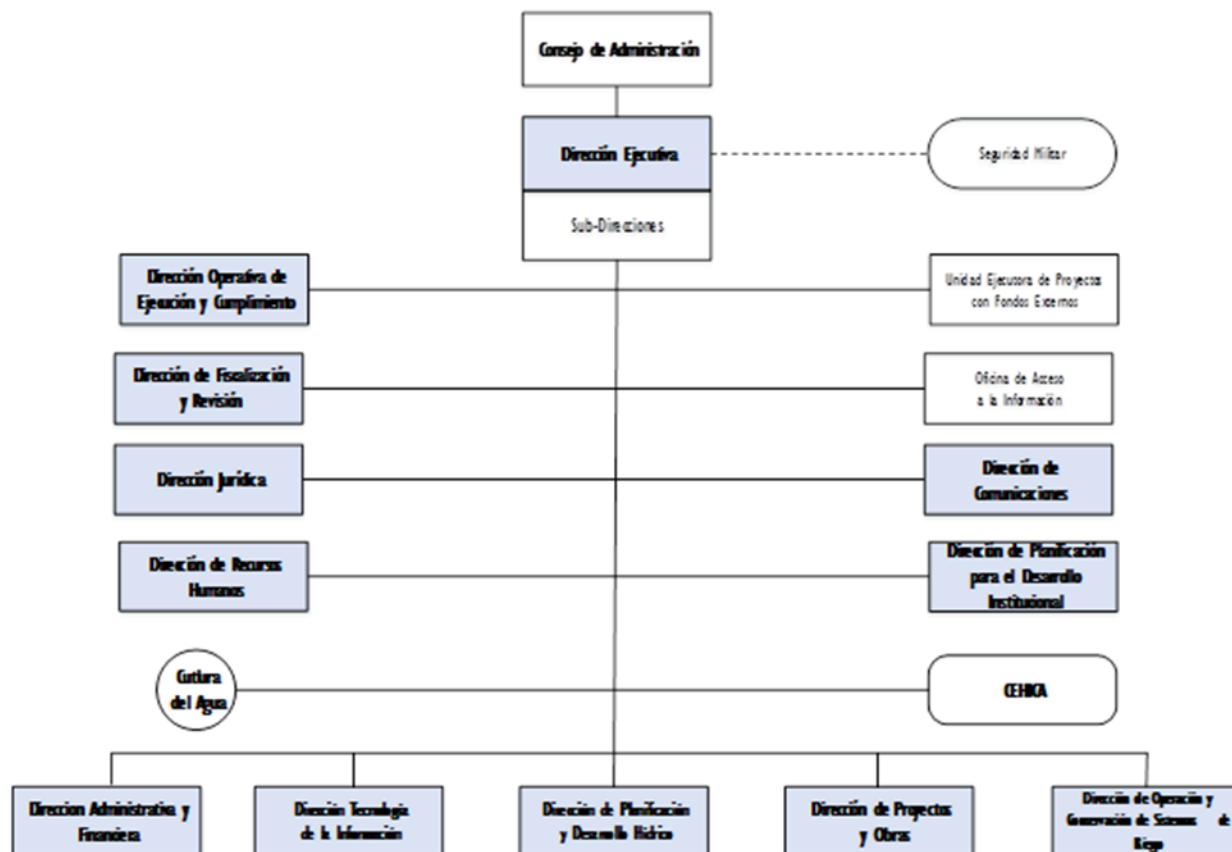 Consejo de Administración
Dirección Ejecutiva
Seguridad Militar
Sub-Direcciones
Dirección Operativa de
Ejecución y Cumplimiento
Unidad Ejecutora de Proyectos
con Fondos Externos
Dirección de Fiscalización
y Revisión
Oficina de Acceso
a la Información
Dirección Jurídica
Dirección de
Comunicaciones
Dirección de Recursos
Humanos
Dirección de Planificación
para el Desarrollo
Institucional
Cutlura
del Agua
CEHICA
Direccion Administrativa y
Financiera
Dirección Tecnología
de la Información
Dirección de Planificación
y Desarrollo Hídrico
Dirección de Proyectos
y Obras
Dirección de Operación y
Conservación de Sistemas de
Riego